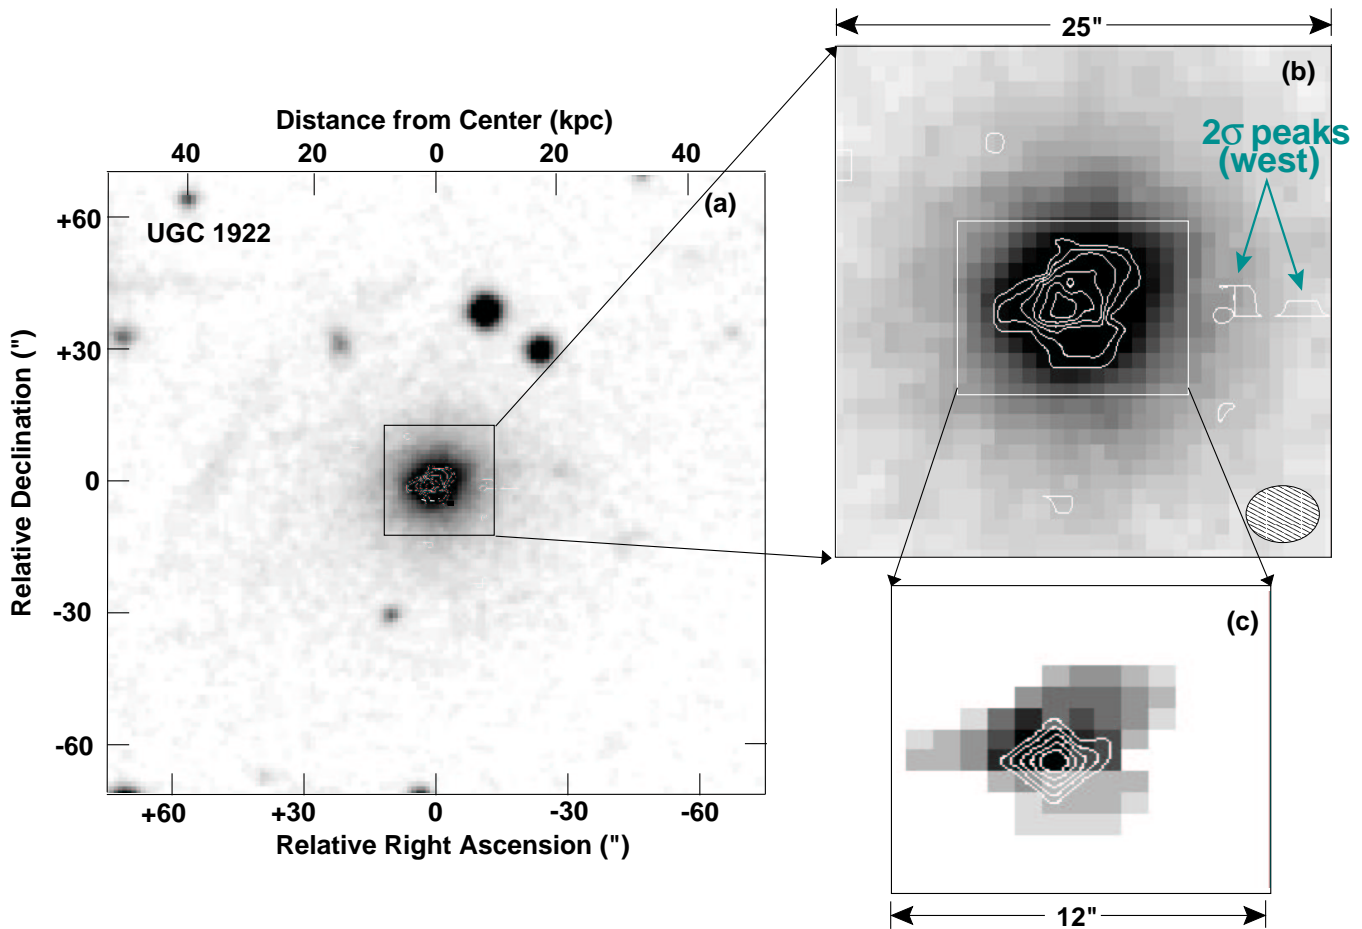 25"
(b)
2σ peaks
(west)
Distance from Center (kpc)
40 20 0 20 40
(a)
UGC 1922
+60
+30
0
-30
-60
Relative Declination (")
+60 +30 0 -30 -60
Relative Right Ascension (")
(c)
12"